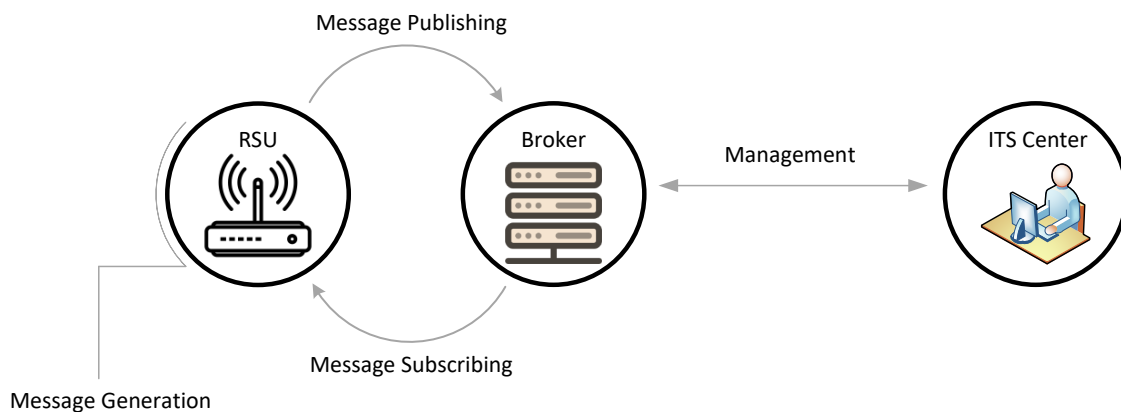 Message Publishing
RSU
Broker
Management
ITS Center
Message Subscribing
Message Generation